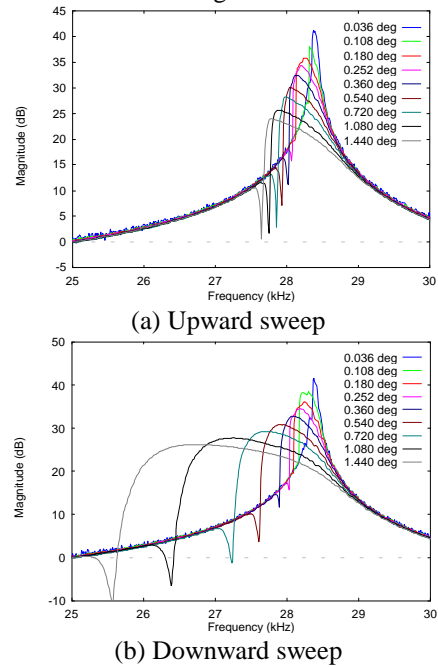 45
40
35
30
25
20
15
10
5
0
-5
Magnitude (dB)
0.036 deg
0.108 deg
0.180 deg
0.252 deg
0.360 deg
0.540 deg
0.720 deg
1.080 deg
1.440 deg
25 26 27 28 29 30
Frequency (kHz)
(a) Upward sweep
50
40
30
20
10
0
-10
Magnitude (dB)
0.036 deg
0.108 deg
0.180 deg
0.252 deg
0.360 deg
0.540 deg
0.720 deg
1.080 deg
1.440 deg
25 26 27 28 29 30
Frequency (kHz)
(b) Downward sweep